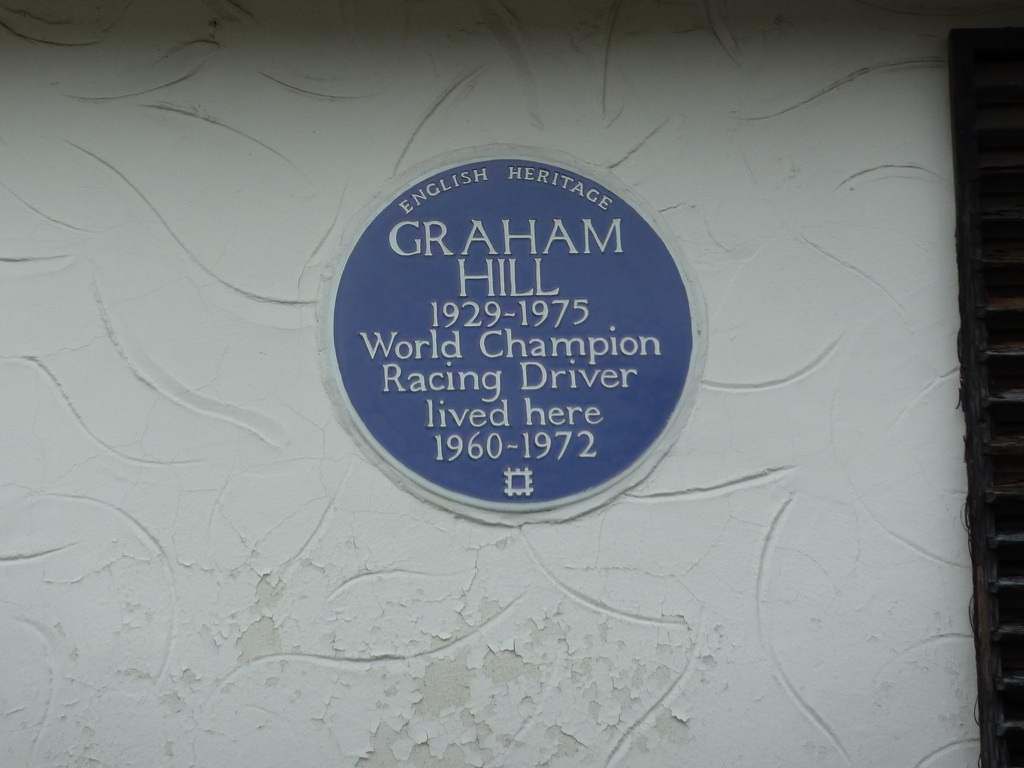 ENGLISH HERITAGE
GRAHAM
HILL
1929-1975
World Champion
Racing Driver
lived here
1960-1972